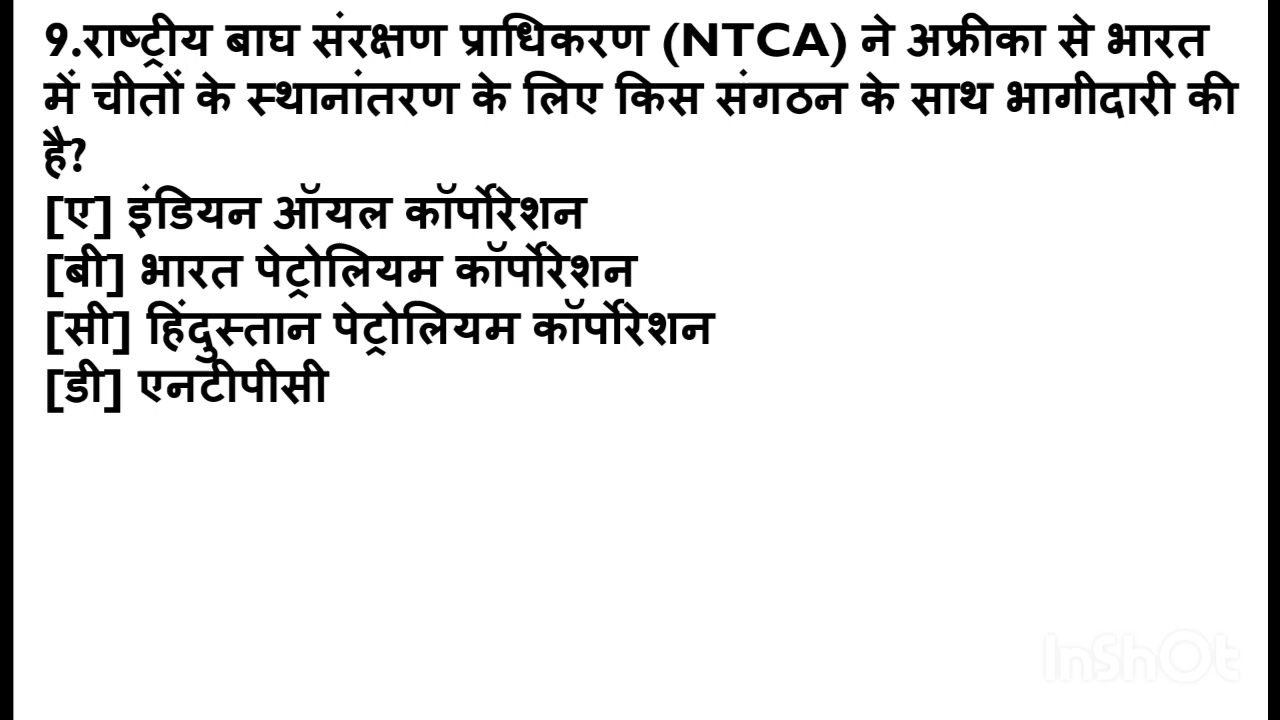 9.राष्ट्रीय बाघ संरक्षण प्राधिकरण (NTCA) ने अफ्रीका से भारत
में चीतों के स्थानांतरण के लिए किस संगठन के साथ भागीदारी की
है?
[ए] इंडियन ऑयल कॉर्पोरेशन
[बी] भारत पेट्रोलियम कॉर्पोरेशन
[सी] हिंदुस्तान पेट्रोलियम कॉर्पोरेशन
[डी] एनटीपीसी
InShOt